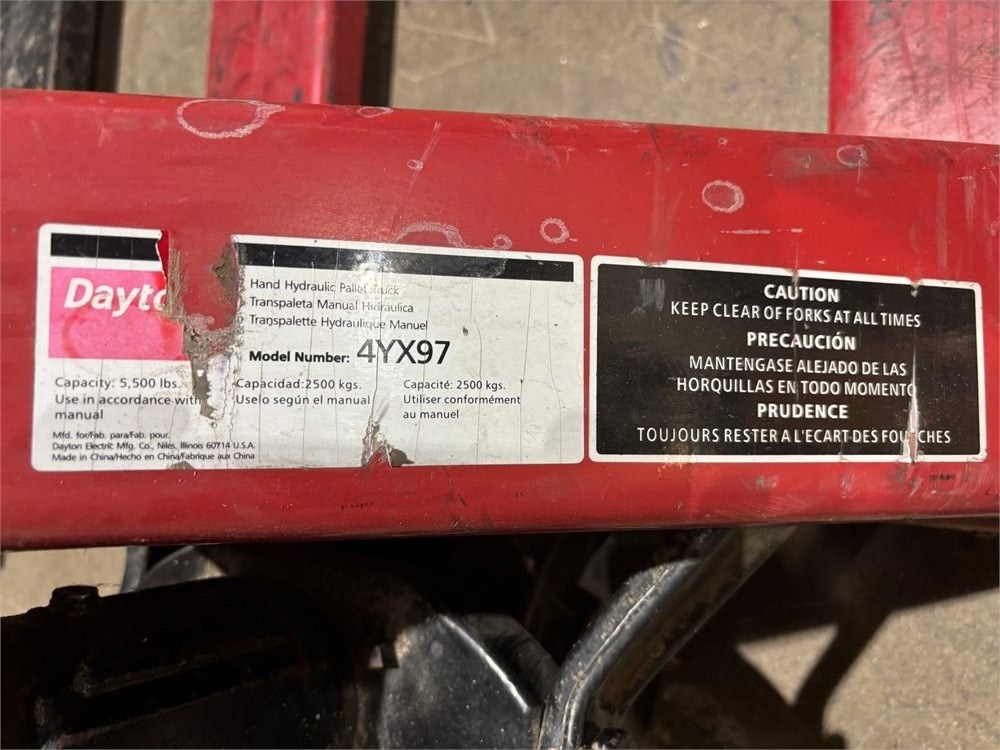 Dayto
Hand Hydraulic Pallet Truck
Transpaleta Manual Hidráulica
Transpalette Hydraulique Manuel
Model Number: 4YX97
Capacity: 5,500 lbs.
Use in accordance with
manual
Capacidad:2500 kgs.
Uselo según el manual
Capacité: 2500 kgs.
Utiliser conformément
au manuel
Mfd. for/Fab. para/Fab. pour.
Dayton Electric Mfg. Co., Niles, Illinois 60714 U.S.A.
Made in China/Hecho en China/Fabrique aux China
CAUTION
KEEP CLEAR OF FORKS AT ALL TIMES
PRECAUCIÓN
MANTENGASE ALEJADO DE LAS
HORQUILLAS EN TODO MOMENTO
PRUDENCE
TOUJOURS RESTER A L'ECART DES FOURCHES